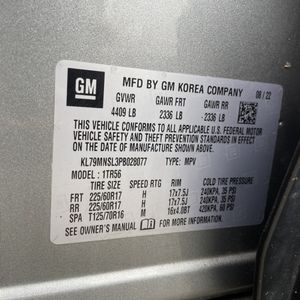 GM
MFD BY GM KOREA COMPANY
GVWR GAWR FRT GAWR RR 08/22
4409 LB 2336 LB 2336 LB
THIS VEHICLE CONFORMS TO ALL APPLICABLE U.S. FEDERAL MOTOR
VEHICLE SAFETY AND THEFT PREVENTION STANDARDS IN EFFECT
ON THE DATE OF MANUFACTURE SHOWN ABOVE.
KL79MNSL3PB028077 TYPE: MPV
MODEL: 1TR56
TIRE SIZE SPEED RTG RIM COLD TIRE PRESSURE
FRT 225/60R17 H 17x7.5J 240KPA, 35 PSI
RR 225/60R17 H 17x7.5J 240KPA, 35 PSI
SPA T125/70R16 M 16x4.0BT 420KPA, 60 PSI
SEE OWNER'S MANUAL FOR MORE INFORMATION.